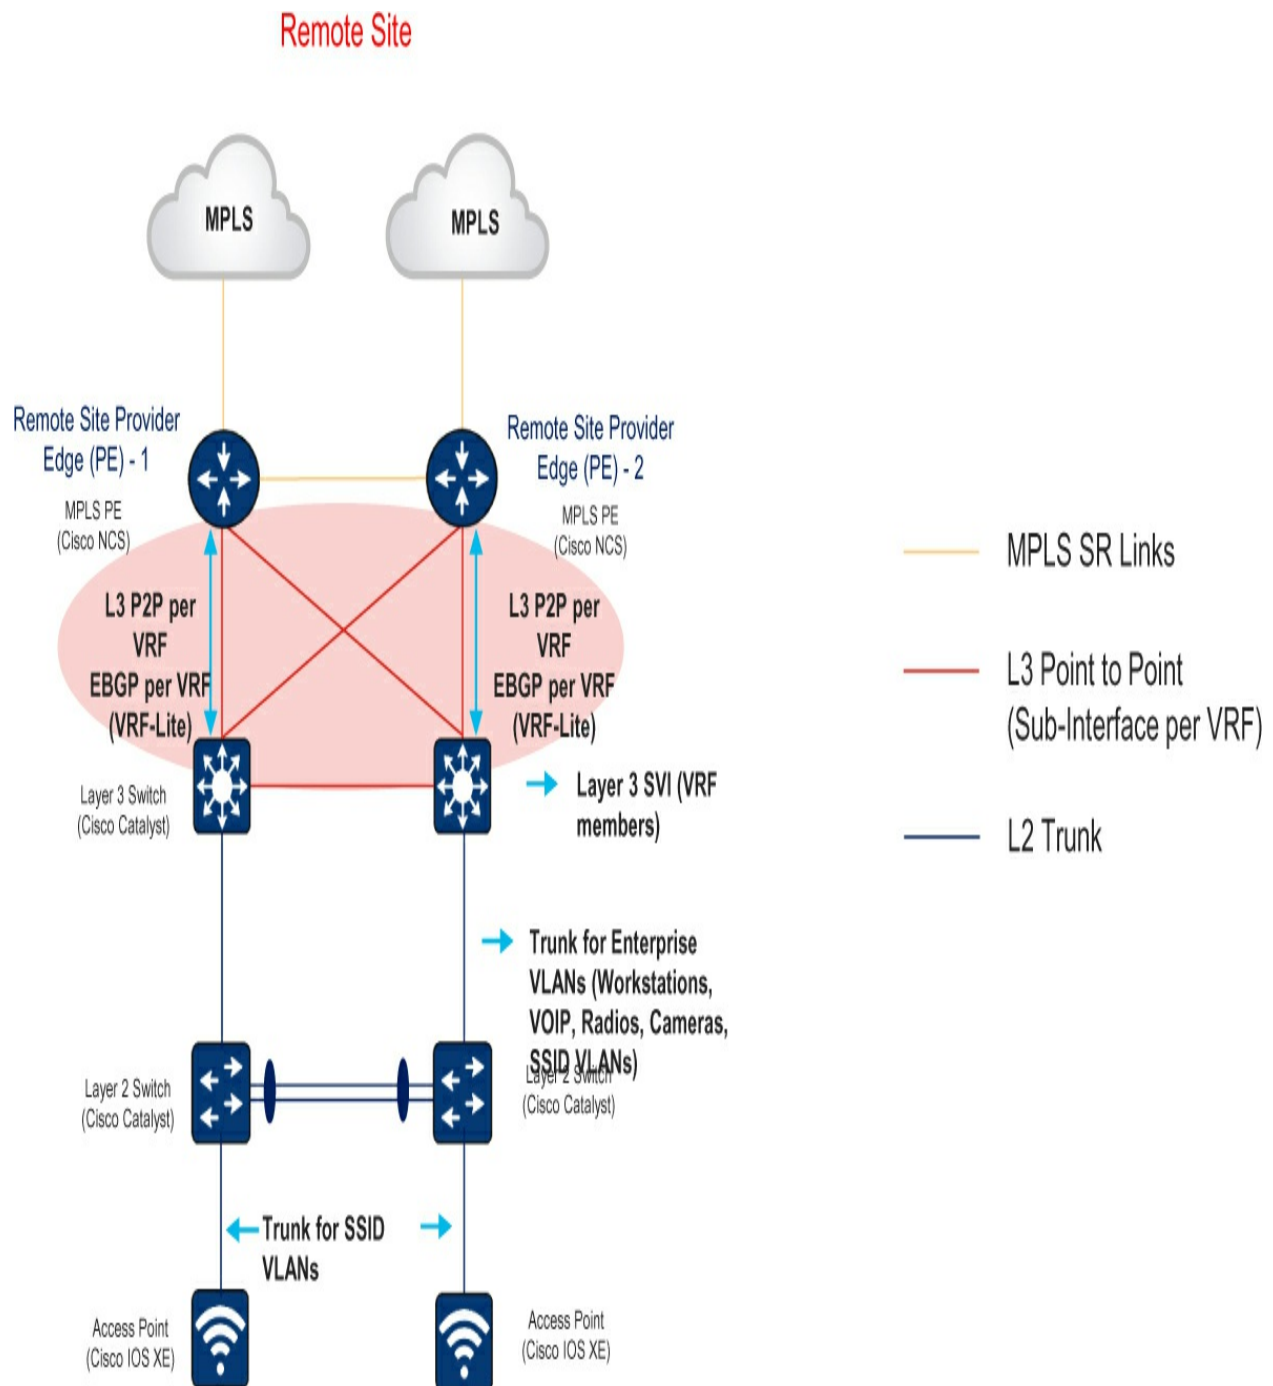 Remote Site
MPLS
MPLS
Remote Site Provider
Edge (PE) - 1
Remote Site Provider
Edge (PE) - 2
MPLS PE
(Cisco NCS)
MPLS PE
(Cisco NCS)
L3 P2P per
VRF
EBGP per VRF
(VRF-Lite)
L3 P2P per
VRF
EBGP per VRF
(VRF-Lite)
Layer 3 Switch
(Cisco Catalyst)
Layer 3 SVI (VRF
members)
Trunk for Enterprise
VLANs (Workstations,
VOIP, Radios, Cameras,
SSID VLANs)
Layer 2 Switch
(Cisco Catalyst)
Layer 2 Switch
(Cisco Catalyst)
Trunk for SSID
VLANs
Access Point
(Cisco IOS XE)
Access Point
(Cisco IOS XE)
MPLS SR Links
L3 Point to Point
(Sub-Interface per VRF)
L2 Trunk